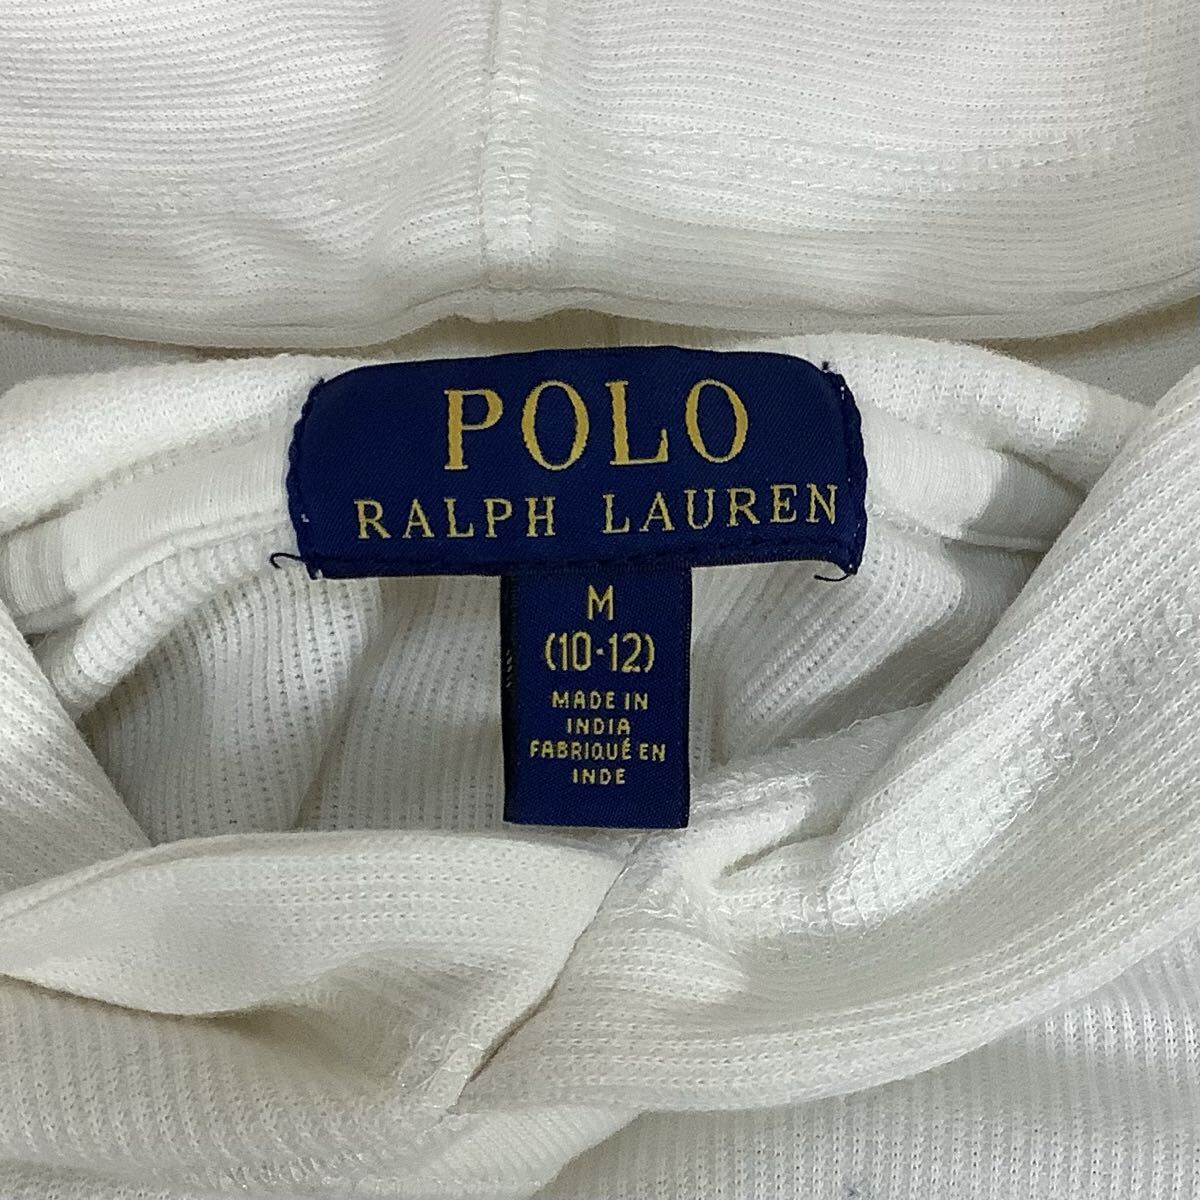 POLO
RALPH LAUREN
M
(10-12)
MADE IN
INDIA
FABRIQUÉ EN
INDE